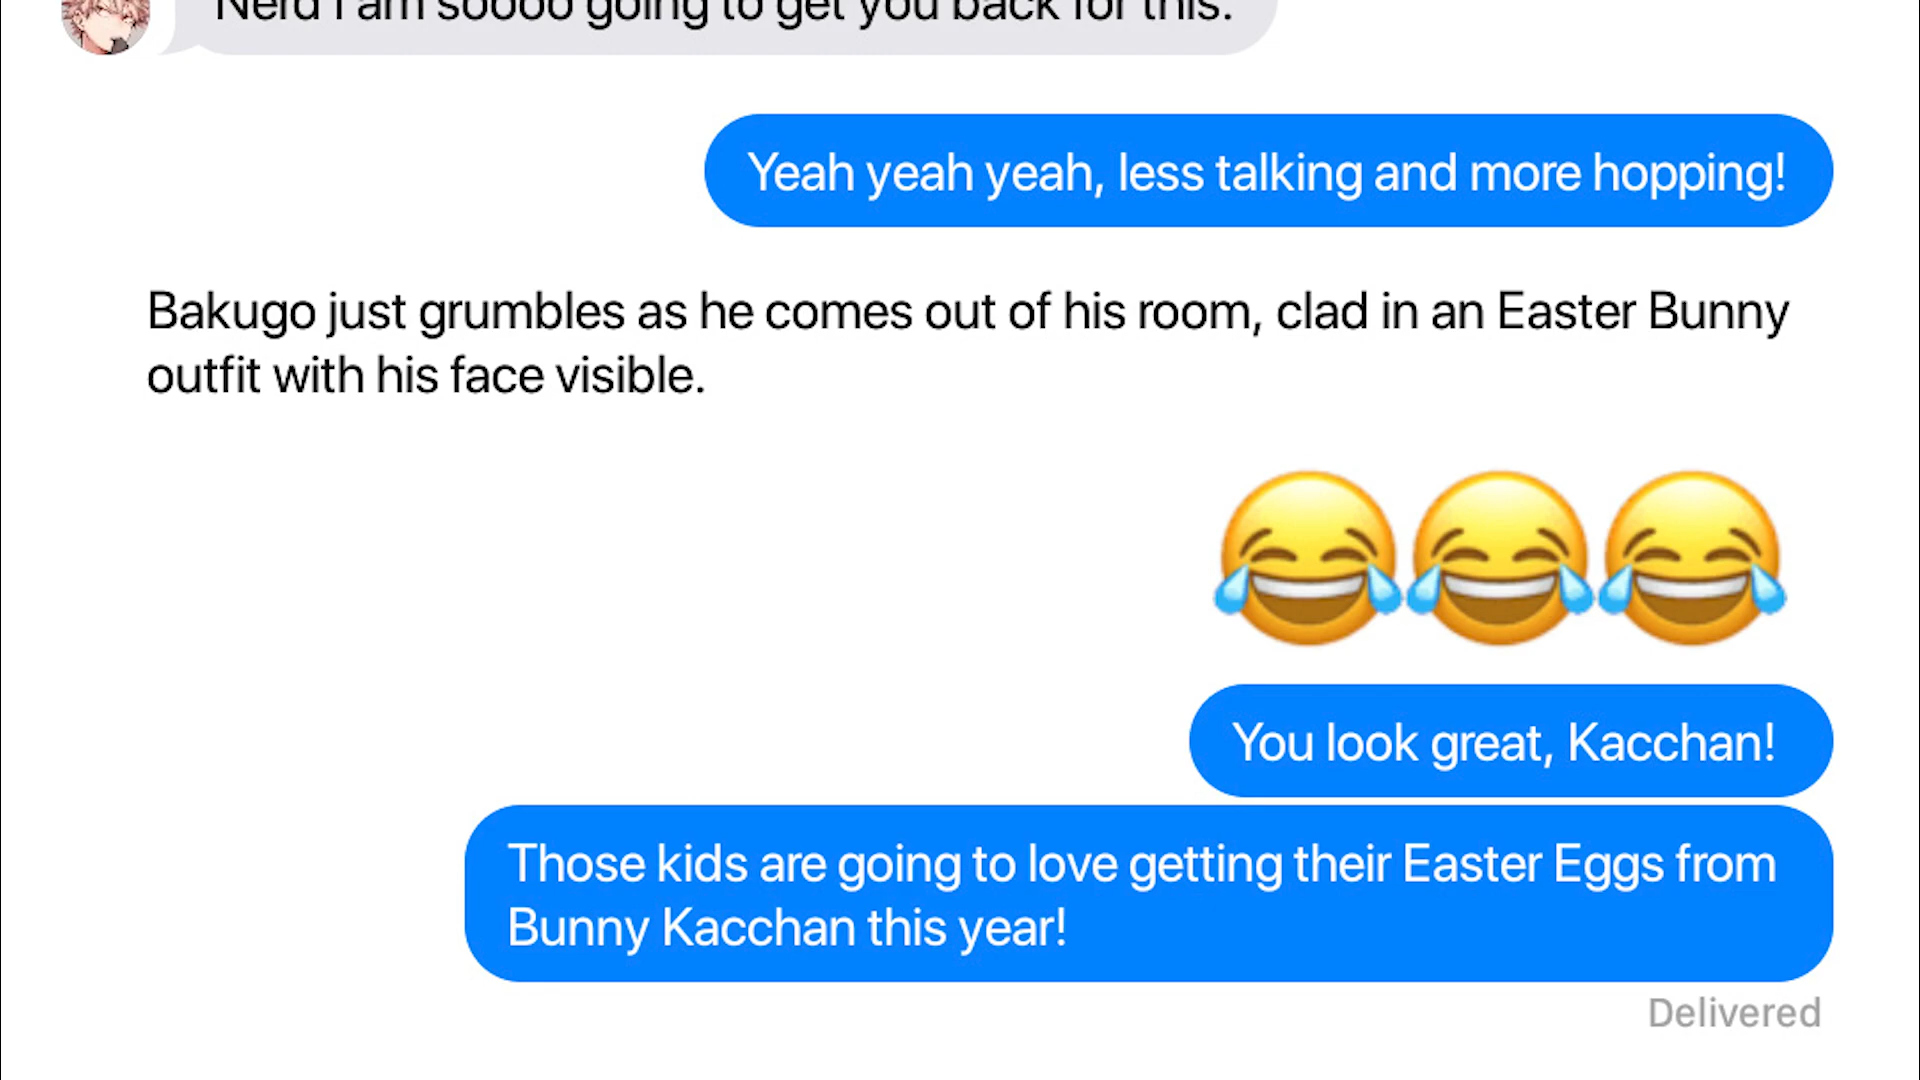 Nerd I am soooo going to get you back for this.
Yeah yeah yeah, less talking and more hopping!
Bakugo just grumbles as he comes out of his room, clad in an Easter Bunny
outfit with his face visible.
😂😂😂
You look great, Kacchan!
Those kids are going to love getting their Easter Eggs from
Bunny Kacchan this year!
Delivered